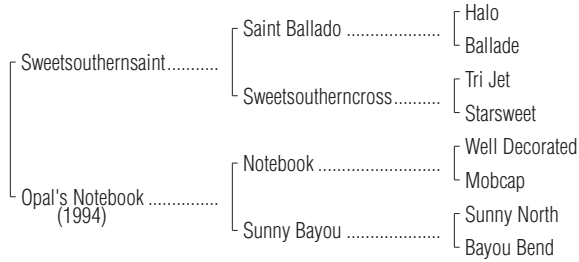 Halo
Saint Ballado ....................
Ballade
Sweetsouthernsaint...........
Tri Jet
Sweetsoutherncross..........
Starsweet
Well Decorated
Notebook ..........................
Mobcap
Opal's Notebook ...............
(1994)
Sunny North
Sunny Bayou ....................
Bayou Bend